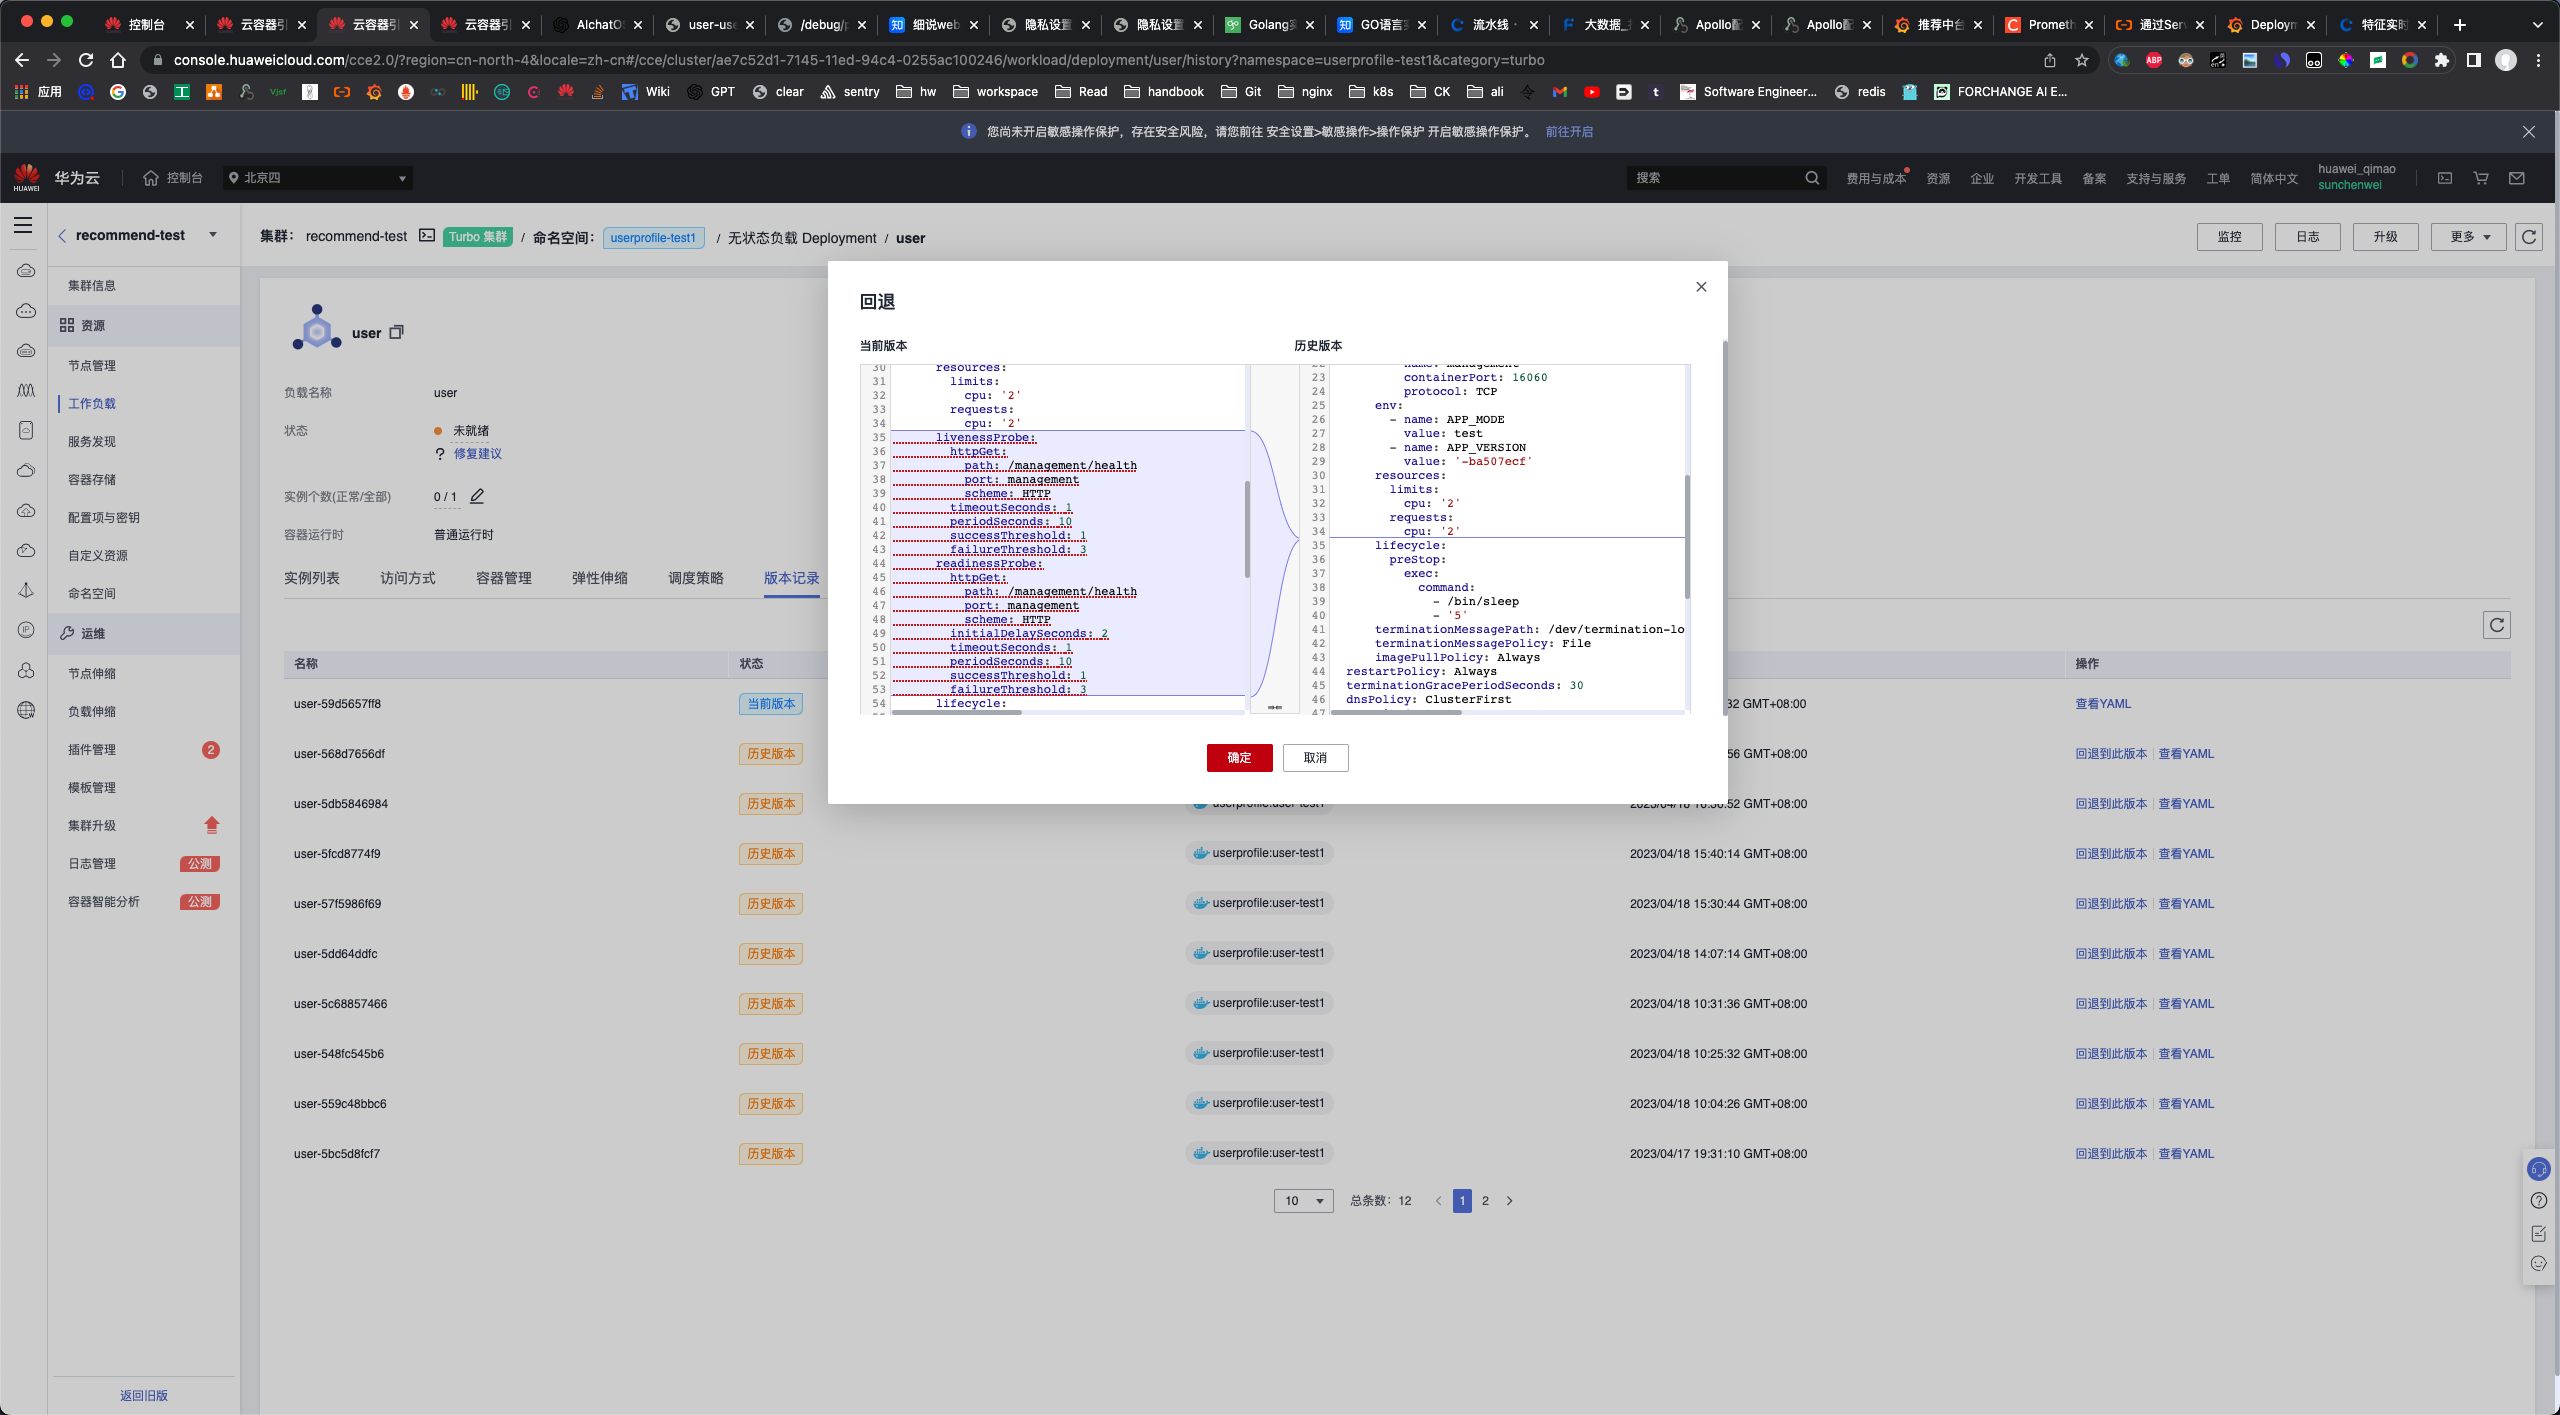 控制台
云容器引
云容器引
云容器引
AIchatO
user-us
/debug/p
细说web
隐私设置
隐私设置
Golang实
GO语言实
流水线 ·
大数据_
Apollo配
Apollo配
推荐中台
Prometh
通过Ser
Deploym
特征实时
console.huaweicloud.com/cce2.0/?region=cn-north-4&locale=zh-cn#/cce/cluster/ae7c52d1-7145-11ed-94c4-0255ac100246/workload/deployment/user/history?namespace=userprofile-test1&category=turbo
应用
Wiki
GPT
clear
sentry
hw
workspace
Read
handbook
Git
nginx
k8s
CK
ali
Software Engineer...
redis
FORCHANGE AI E...
您尚未开启敏感操作保护，存在安全风险，请您前往 安全设置>敏感操作>操作保护 开启敏感操作保护。 前往开启
HUAWEI
华为云
控制台
北京四
搜索
费用与成本
资源
企业
开发工具
备案
支持与服务
工单
简体中文
huawei_qimao
sunchenwei
recommend-test
集群： recommend-test Turbo 集群 / 命名空间： userprofile-test1 / 无状态负载 Deployment / user
监控
日志
升级
更多
集群信息
资源
节点管理
工作负载
服务发现
容器存储
配置项与密钥
自定义资源
命名空间
运维
节点伸缩
负载伸缩
插件管理 2
模板管理
集群升级
日志管理 公测
容器智能分析 公测
返回旧版
user
负载名称 user
状态 未就绪
? 修复建议
实例个数(正常/全部) 0 / 1
容器运行时 普通运行时
实例列表 访问方式 容器管理 弹性伸缩 调度策略 版本记录
回退
当前版本
30 resources:
31 limits:
32 cpu: '2'
33 requests:
34 cpu: '2'
35 livenessProbe:
36 httpGet:
37 path: /management/health
38 port: management
39 scheme: HTTP
40 timeoutSeconds: 1
41 periodSeconds: 10
42 successThreshold: 1
43 failureThreshold: 3
44 readinessProbe:
45 httpGet:
46 path: /management/health
47 port: management
48 scheme: HTTP
49 initialDelaySeconds: 2
50 timeoutSeconds: 1
51 periodSeconds: 10
52 successThreshold: 1
53 failureThreshold: 3
54 lifecycle:
历史版本
22 name: management
23 containerPort: 16060
24 protocol: TCP
25 env:
26 - name: APP_MODE
27 value: test
28 - name: APP_VERSION
29 value: '-ba507ecf'
30 resources:
31 limits:
32 cpu: '2'
33 requests:
34 cpu: '2'
35 lifecycle:
36 preStop:
37 exec:
38 command:
39 - /bin/sleep
40 - '5'
41 terminationMessagePath: /dev/termination-lo
42 terminationMessagePolicy: File
43 imagePullPolicy: Always
44 restartPolicy: Always
45 terminationGracePeriodSeconds: 30
46 dnsPolicy: ClusterFirst
47
确定
取消
名称 状态 操作
user-59d5657ff8 当前版本 32 GMT+08:00 查看YAML
user-568d7656df 历史版本 56 GMT+08:00 回退到此版本 查看YAML
user-5db5846984 历史版本 userprofile:user-test1 2023/04/18 16:36:52 GMT+08:00 回退到此版本 查看YAML
user-5fcd8774f9 历史版本 userprofile:user-test1 2023/04/18 15:40:14 GMT+08:00 回退到此版本 查看YAML
user-57f5986f69 历史版本 userprofile:user-test1 2023/04/18 15:30:44 GMT+08:00 回退到此版本 查看YAML
user-5dd64ddfc 历史版本 userprofile:user-test1 2023/04/18 14:07:14 GMT+08:00 回退到此版本 查看YAML
user-5c68857466 历史版本 userprofile:user-test1 2023/04/18 10:31:36 GMT+08:00 回退到此版本 查看YAML
user-548fc545b6 历史版本 userprofile:user-test1 2023/04/18 10:25:32 GMT+08:00 回退到此版本 查看YAML
user-559c48bbc6 历史版本 userprofile:user-test1 2023/04/18 10:04:26 GMT+08:00 回退到此版本 查看YAML
user-5bc5d8fcf7 历史版本 userprofile:user-test1 2023/04/17 19:31:10 GMT+08:00 回退到此版本 查看YAML
10 总条数： 12 < 1 2 >